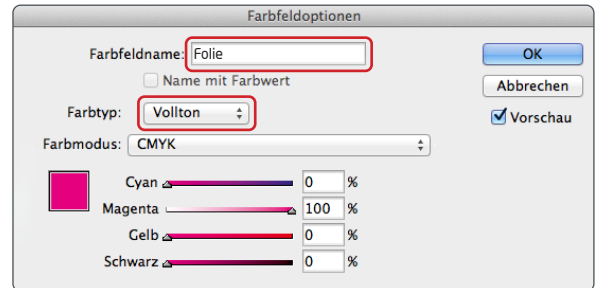 Farbfeldoptionen
Farbfeldname: Folie
OK
Name mit Farbwert
Abbrechen
Farbtyp: Vollton
Vorschau
Farbmodus: CMYK
Cyan 0 %
Magenta 100 %
Gelb 0 %
Schwarz 0 %